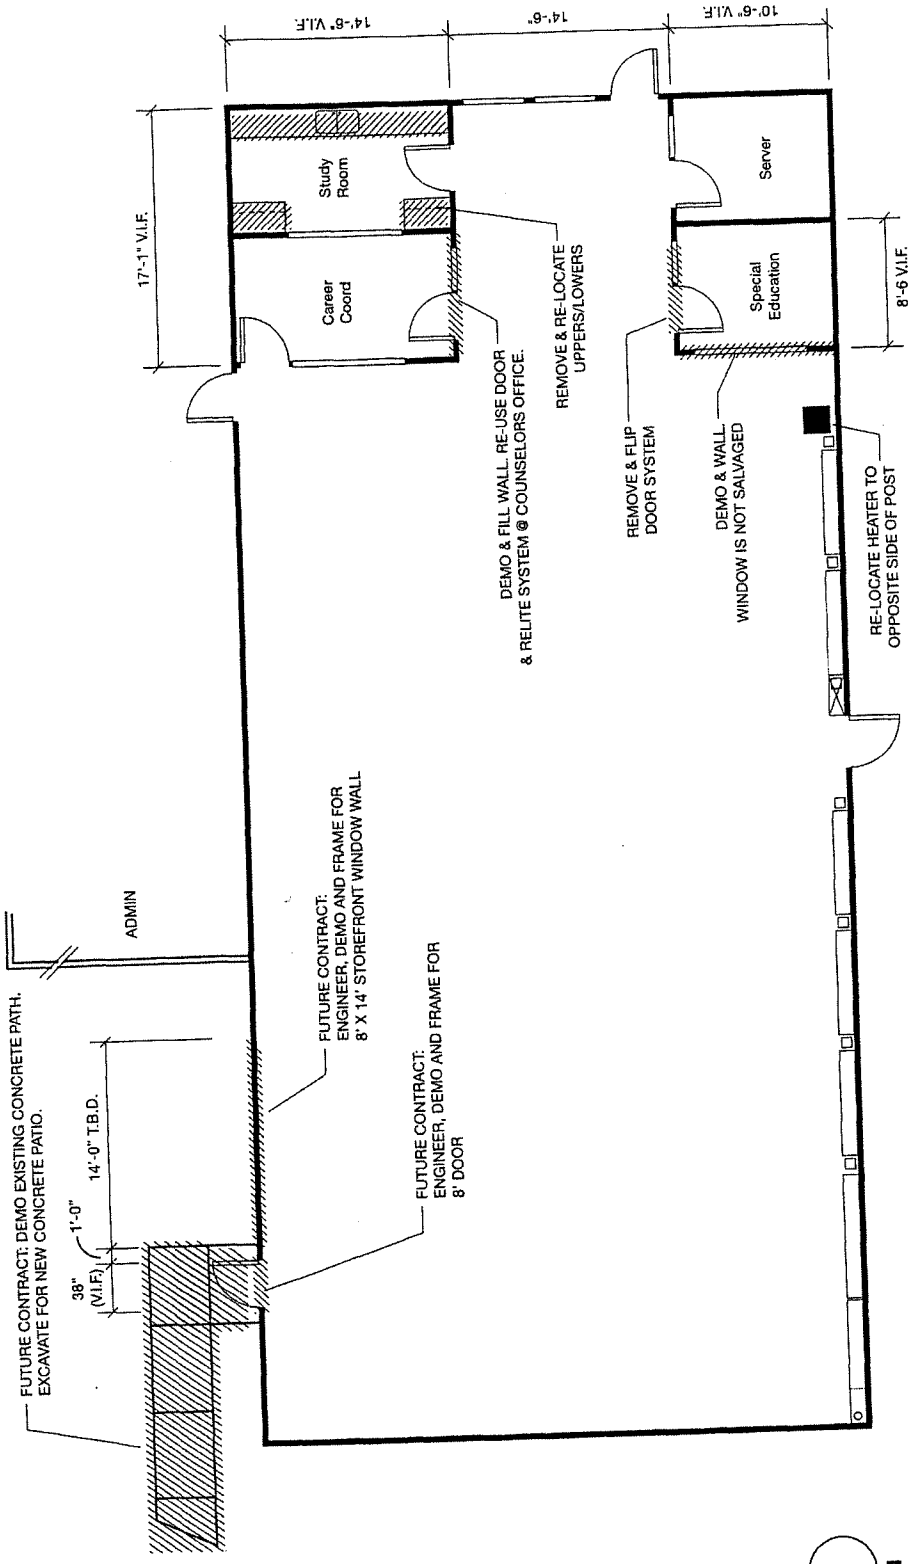 FUTURE CONTRACT: DEMO EXISTING CONCRETE PATH.
EXCAVATE FOR NEW CONCRETE PATIO.
38"
(V.I.F.)
1'-0"
14'-0" T.B.D.
ADMIN
17'-1" V.I.F.
14'-6" V.I.F.
14'-6"
10'-6" V.I.F.
Career
Coord
Study
Room
Special
Education
Server
8'-6 V.I.F.
FUTURE CONTRACT:
ENGINEER, DEMO AND FRAME FOR
8' X 14' STOREFRONT WINDOW WALL
FUTURE CONTRACT:
ENGINEER, DEMO AND FRAME FOR
8' DOOR
DEMO & FILL WALL. RE-USE DOOR
& RELITE SYSTEM @ COUNSELORS OFFICE.
REMOVE & RE-LOCATE
UPPERS/LOWERS
REMOVE & FLIP
DOOR SYSTEM
DEMO & WALL.
WINDOW IS NOT SALVAGED
RE-LOCATE HEATER TO
OPPOSITE SIDE OF POST